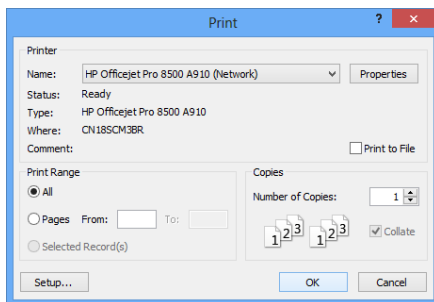 Print ?
Printer
Name: HP Officejet Pro 8500 A910 (Network) Properties
Status: Ready
Type: HP Officejet Pro 8500 A910
Where: CN18SCM3BR
Comment: Print to File
Print Range
All
Pages From: To:
Selected Record(s)
Copies
Number of Copies: 1
1 2 3 1 2 3
Collate
Setup... OK Cancel